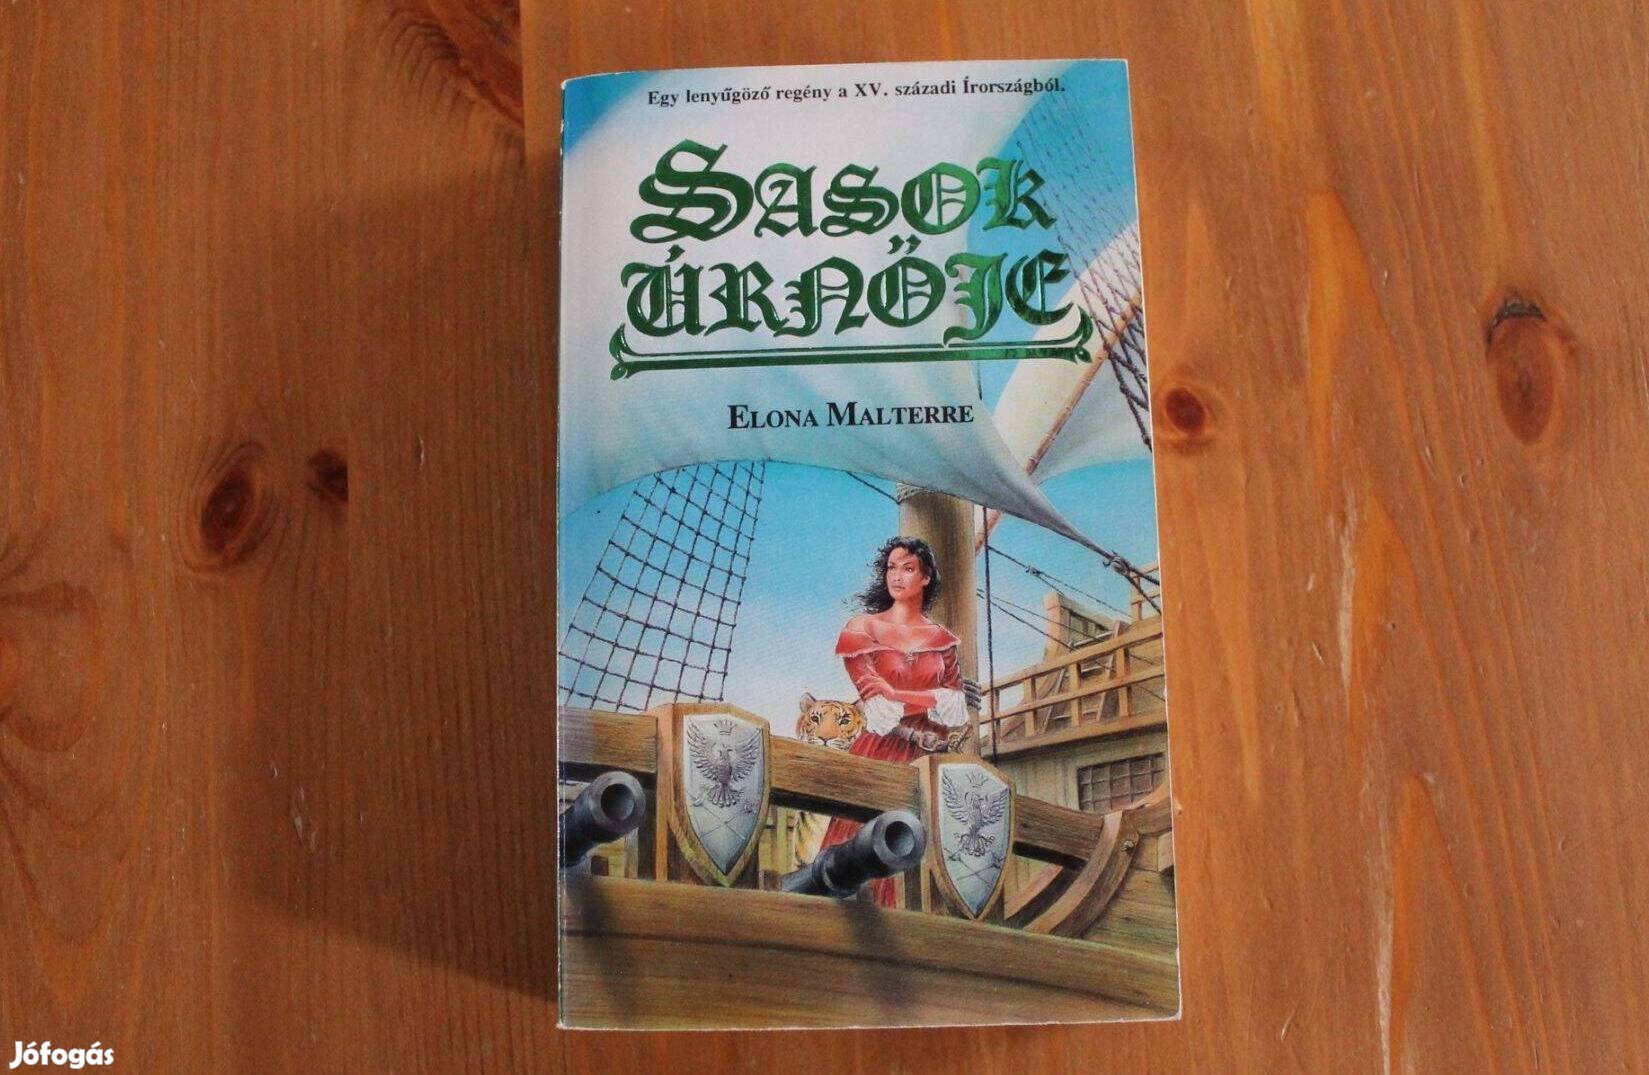 Egy lenyűgöző regény a XV. századi Írországból.
SASOK
ÚRNŐJE
ELONA MALTERRE
Jófogás